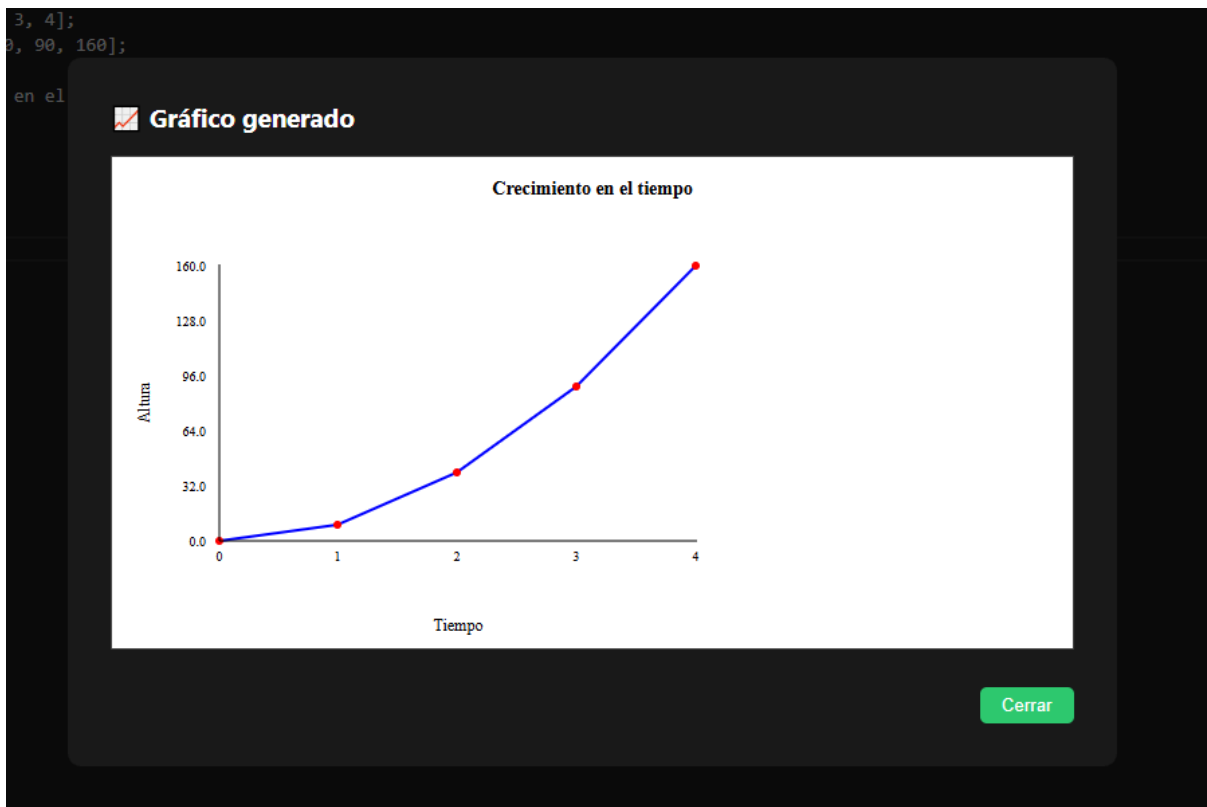 3, 4];
0, 90, 160];
en el
📈 Gráfico generado
Crecimiento en el tiempo
160.0
128.0
96.0
64.0
32.0
0.0
Altura
0 1 2 3 4
Tiempo
Cerrar